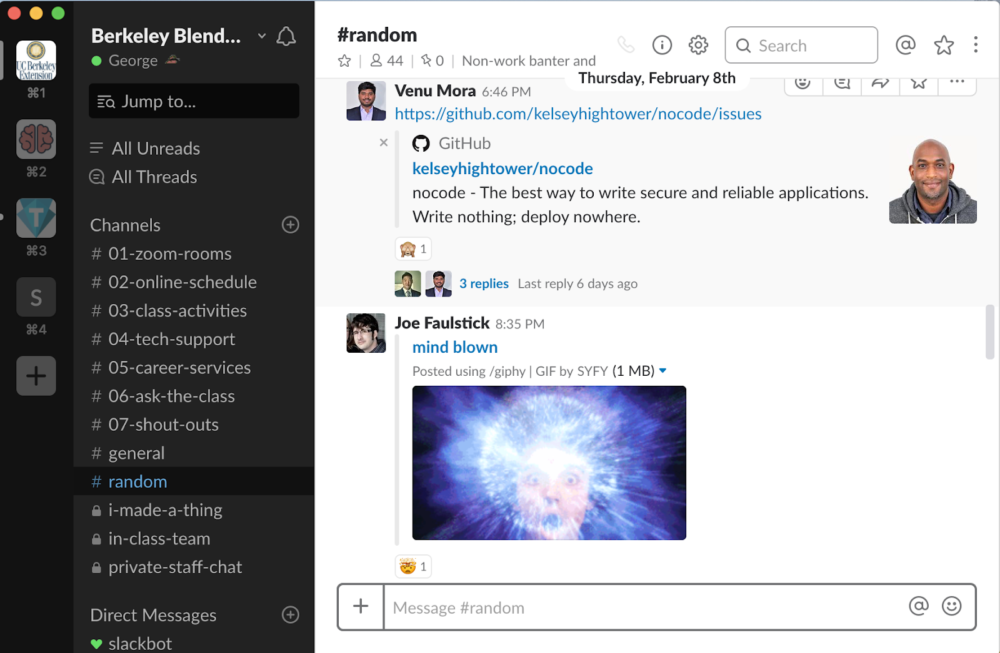 UC Berkeley
Extension
⌘1
⌘2
T
⌘3
S
⌘4
Berkeley Blend...
George
Jump to...
All Unreads
All Threads
Channels
# 01-zoom-rooms
# 02-online-schedule
# 03-class-activities
# 04-tech-support
# 05-career-services
# 06-ask-the-class
# 07-shout-outs
# general
# random
i-made-a-thing
in-class-team
private-staff-chat
Direct Messages
slackbot
#random
44 | 0 | Non-work banter and
Search
Thursday, February 8th
Venu Mora 6:46 PM
https://github.com/kelseyhightower/nocode/issues
GitHub
kelseyhightower/nocode
nocode - The best way to write secure and reliable applications.
Write nothing; deploy nowhere.
1
3 replies Last reply 6 days ago
Joe Faulstick 8:35 PM
mind blown
Posted using /giphy | GIF by SYFY (1 MB)
1
Message #random